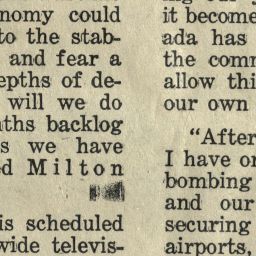 nomy could
to the stab-
and fear a
epths of de-
will we do
ths backlog
s we have
d Milton
is scheduled
wide televis-
it become
ada has
the comm
allow thi
our own
"After
I have or
bombing
and our
securing
airports,